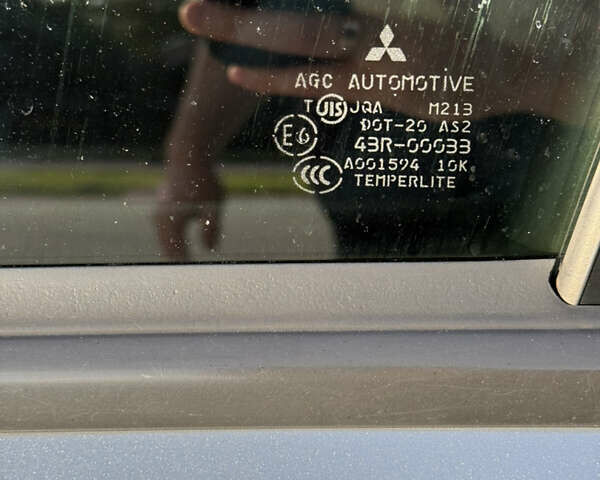 AGC AUTOMOTIVE
T JIS JQA M213
DOT-20 AS2
E6
43R-00033
CCC
A001594 10K
TEMPERLITE